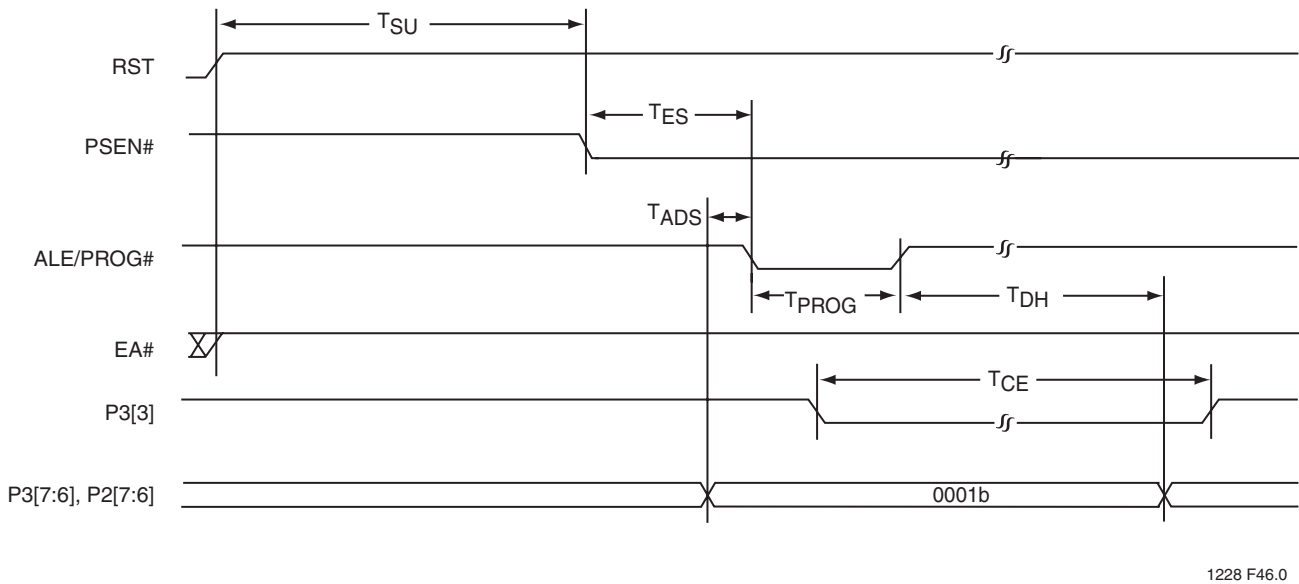 TSU
RST
TES
PSEN#
TADS
ALE/PROG#
TPROG
TDH
EA#
TCE
P3[3]
P3[7:6], P2[7:6]
0001b
1228 F46.0